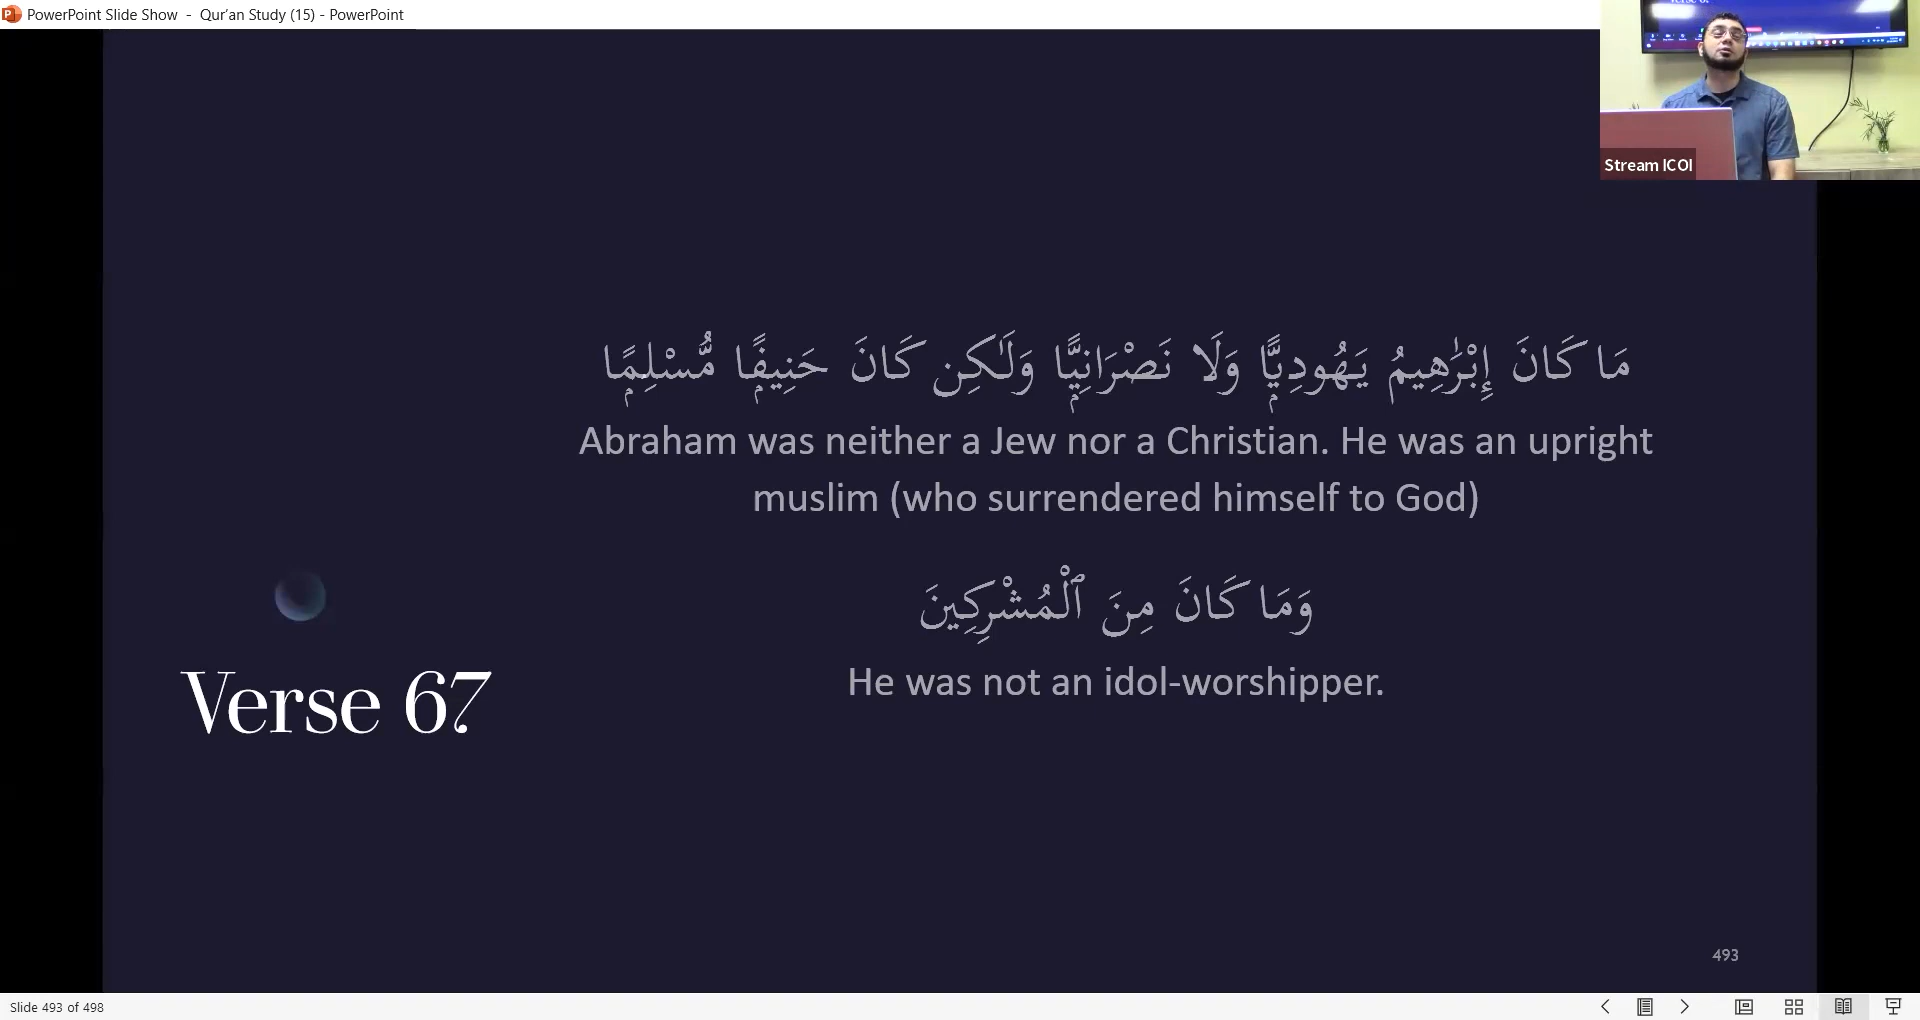 PowerPoint Slide Show - Qur’an Study (15) - PowerPoint
Stream ICOI
مَا كَانَ إِبْرَٰهِيمُ يَهُودِيًّۭا وَلَا نَصْرَانِيًّۭا وَلَـٰكِن كَانَ حَنِيفًۭا مُّسْلِمًۭا
Abraham was neither a Jew nor a Christian. He was an upright
muslim (who surrendered himself to God)
وَمَا كَانَ مِنَ ٱلْمُشْرِكِينَ
He was not an idol-worshipper.
Verse 67
493
Slide 493 of 498